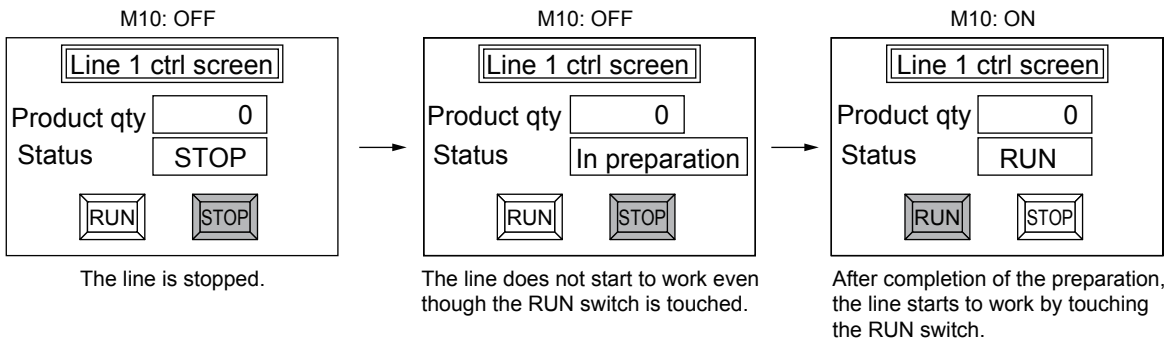 M10: OFF
Line 1 ctrl screen
Product qty 0
Status STOP
RUN STOP
The line is stopped.
M10: OFF
Line 1 ctrl screen
Product qty 0
Status In preparation
RUN STOP
The line does not start to work even
though the RUN switch is touched.
M10: ON
Line 1 ctrl screen
Product qty 0
Status RUN
RUN STOP
After completion of the preparation,
the line starts to work by touching
the RUN switch.